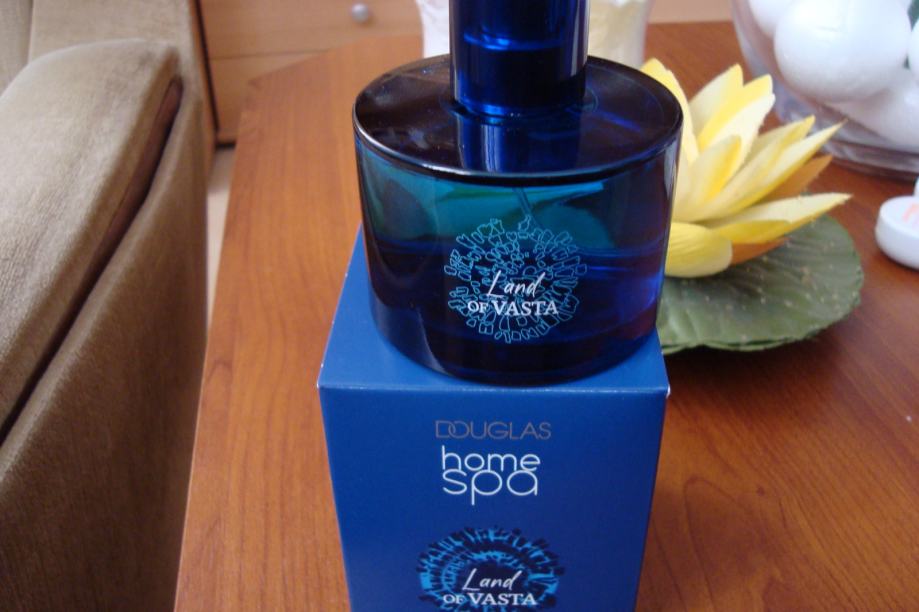 Land
OF VASTA
DOUGLAS
home
spa
Land
OF VASTA